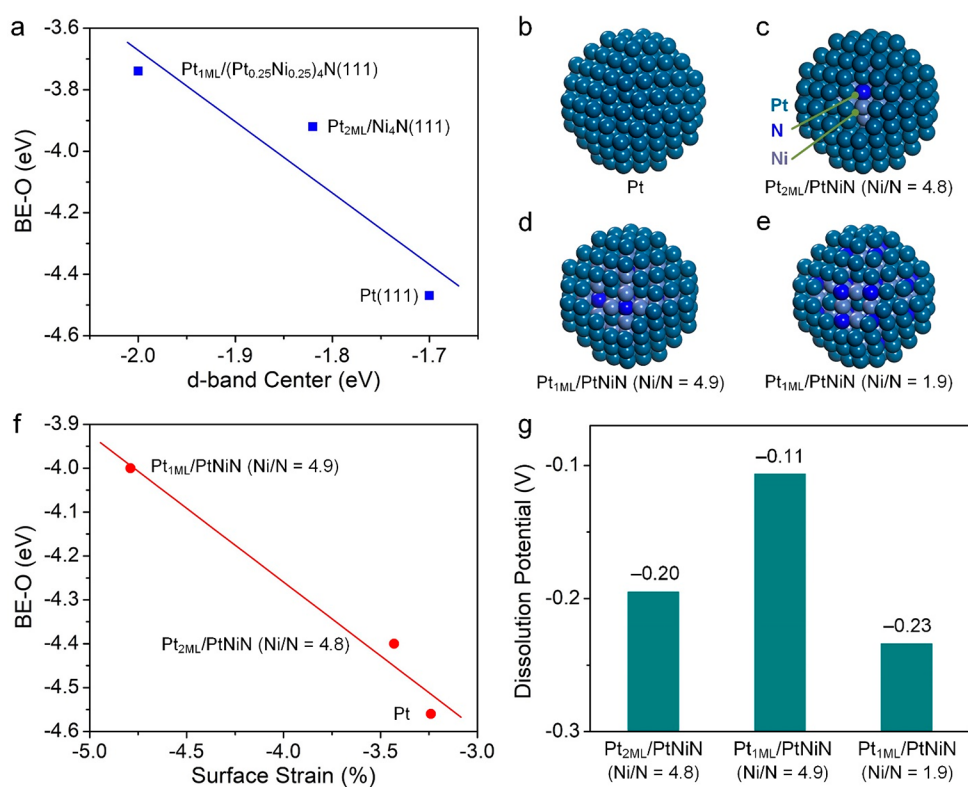 a
-3.6
-3.8
-4.0
-4.2
-4.4
-4.6
BE-O (eV)
Pt1ML/(Pt0.25Ni0.25)4N(111)
Pt2ML/Ni4N(111)
Pt(111)
-2.0
-1.9
-1.8
-1.7
d-band Center (eV)
b
Pt
c
Pt
N
Ni
Pt2ML/PtNiN (Ni/N = 4.8)
d
Pt1ML/PtNiN (Ni/N = 4.9)
e
Pt1ML/PtNiN (Ni/N = 1.9)
f
-3.9
-4.0
-4.1
-4.2
-4.3
-4.4
-4.5
-4.6
BE-O (eV)
Pt1ML/PtNiN (Ni/N = 4.9)
Pt2ML/PtNiN (Ni/N = 4.8)
Pt
-5.0
-4.5
-4.0
-3.5
-3.0
Surface Strain (%)
g
-0.1
-0.2
-0.3
Dissolution Potential (V)
–0.20
–0.11
–0.23
Pt2ML/PtNiN
(Ni/N = 4.8)
Pt1ML/PtNiN
(Ni/N = 4.9)
Pt1ML/PtNiN
(Ni/N = 1.9)